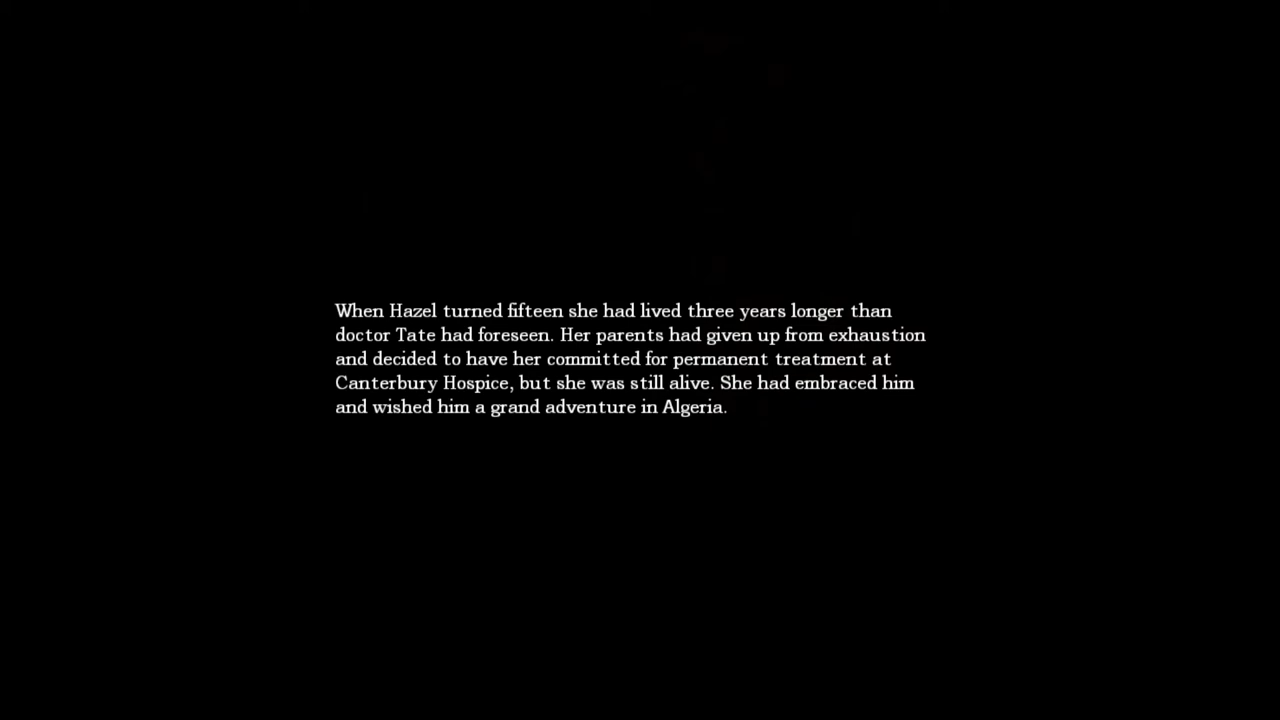 When Hazel turned fifteen she had lived three years longer than
doctor Tate had foreseen. Her parents had given up from exhaustion
and decided to have her committed for permanent treatment at
Canterbury Hospice, but she was still alive. She had embraced him
and wished him a grand adventure in Algeria.